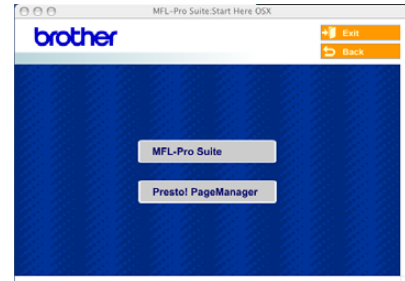 MFL-Pro Suite:Start Here OSX
brother
Exit
Back
MFL-Pro Suite
Presto! PageManager